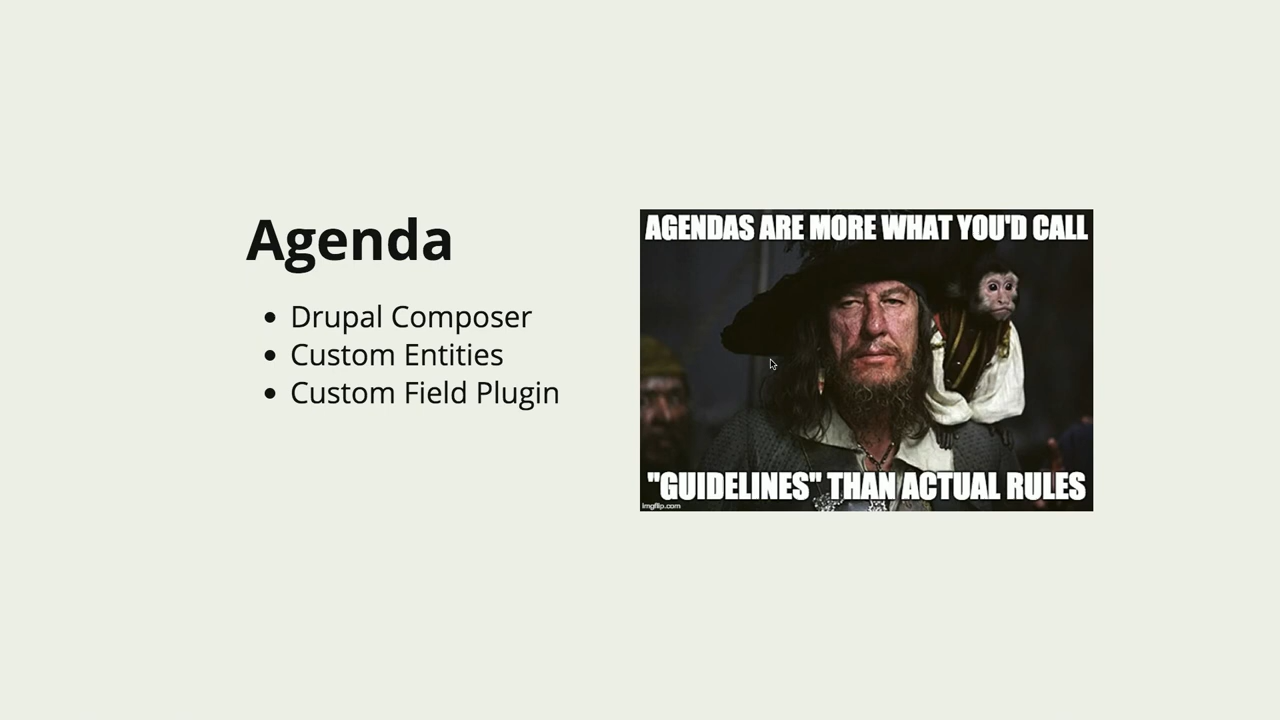 Agenda
Drupal Composer
Custom Entities
Custom Field Plugin
AGENDAS ARE MORE WHAT YOU'D CALL
"GUIDELINES" THAN ACTUAL RULES
imgflip.com